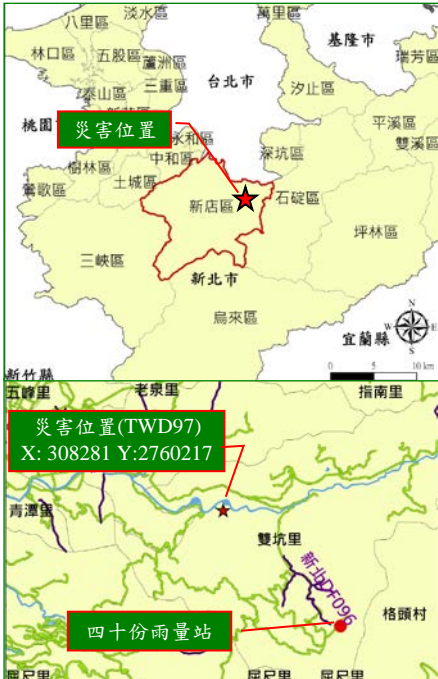 淡水區
萬里區
八里區
基隆市
林口區
五股區
蘆洲區
瑞芳區
台北市
三重區
汐止區
泰山區
平溪區
桃園
災害位置
永和區
雙溪區
中和區
深坑區
樹林區
土城區
石碇區
鶯歌區
新店區
坪林區
三峽區
新北市
烏來區
宜蘭縣
N
W
E
S
0 5 10 km
新竹縣
五峰里
老泉里
指南里
災害位置(TWD97)
X: 308281 Y:2760217
青潭里
雙坑里
新北DF096
格頭村
四十份雨量站
屈尺里
屈尺里
屈尺里